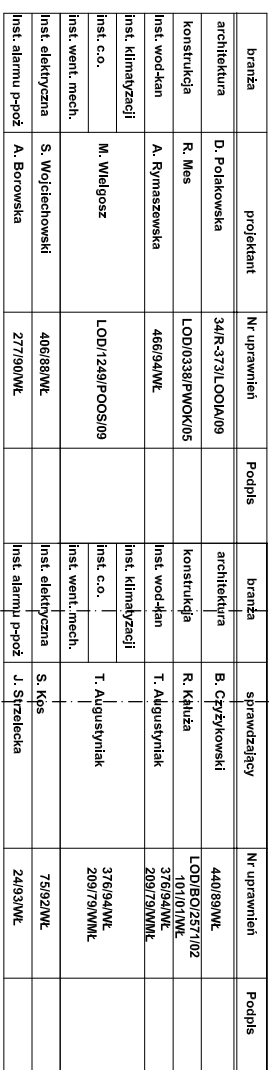 branża projektant Nr uprawnień Podpis branża sprawdzający Nr uprawnień Podpis
architektura D. Polakowska 34/R-373/LOOIA/09 architektura B. Czyżykowski 440/89/WŁ
konstrukcja R. Mes LOD/0338/PWOK/05 konstrukcja R. Kałuża LOD/BO/2571/02
101/01/WŁ
Inst. wod-kan A. Rymaszewska 466/94/WŁ Inst. wod-kan T. Augustyniak 376/94/WŁ
209/79/WMŁ
inst. klimatyzacji inst. klimatyzacji
inst. c.o. M. Wielgosz LOD/1249/POOS/09 inst. c.o. T. Augustyniak 376/94/WŁ
209/79/WMŁ
inst. went. mech. inst. went. mech.
Inst. elektryczna S. Wojciechowski 406/88/WŁ Inst. elektryczna S. Kos 75/92/WŁ
Inst. alarmu p-poż A. Borowska 277/90/WŁ Inst. alarmu p-poż J. Strzelecka 24/93/WŁ